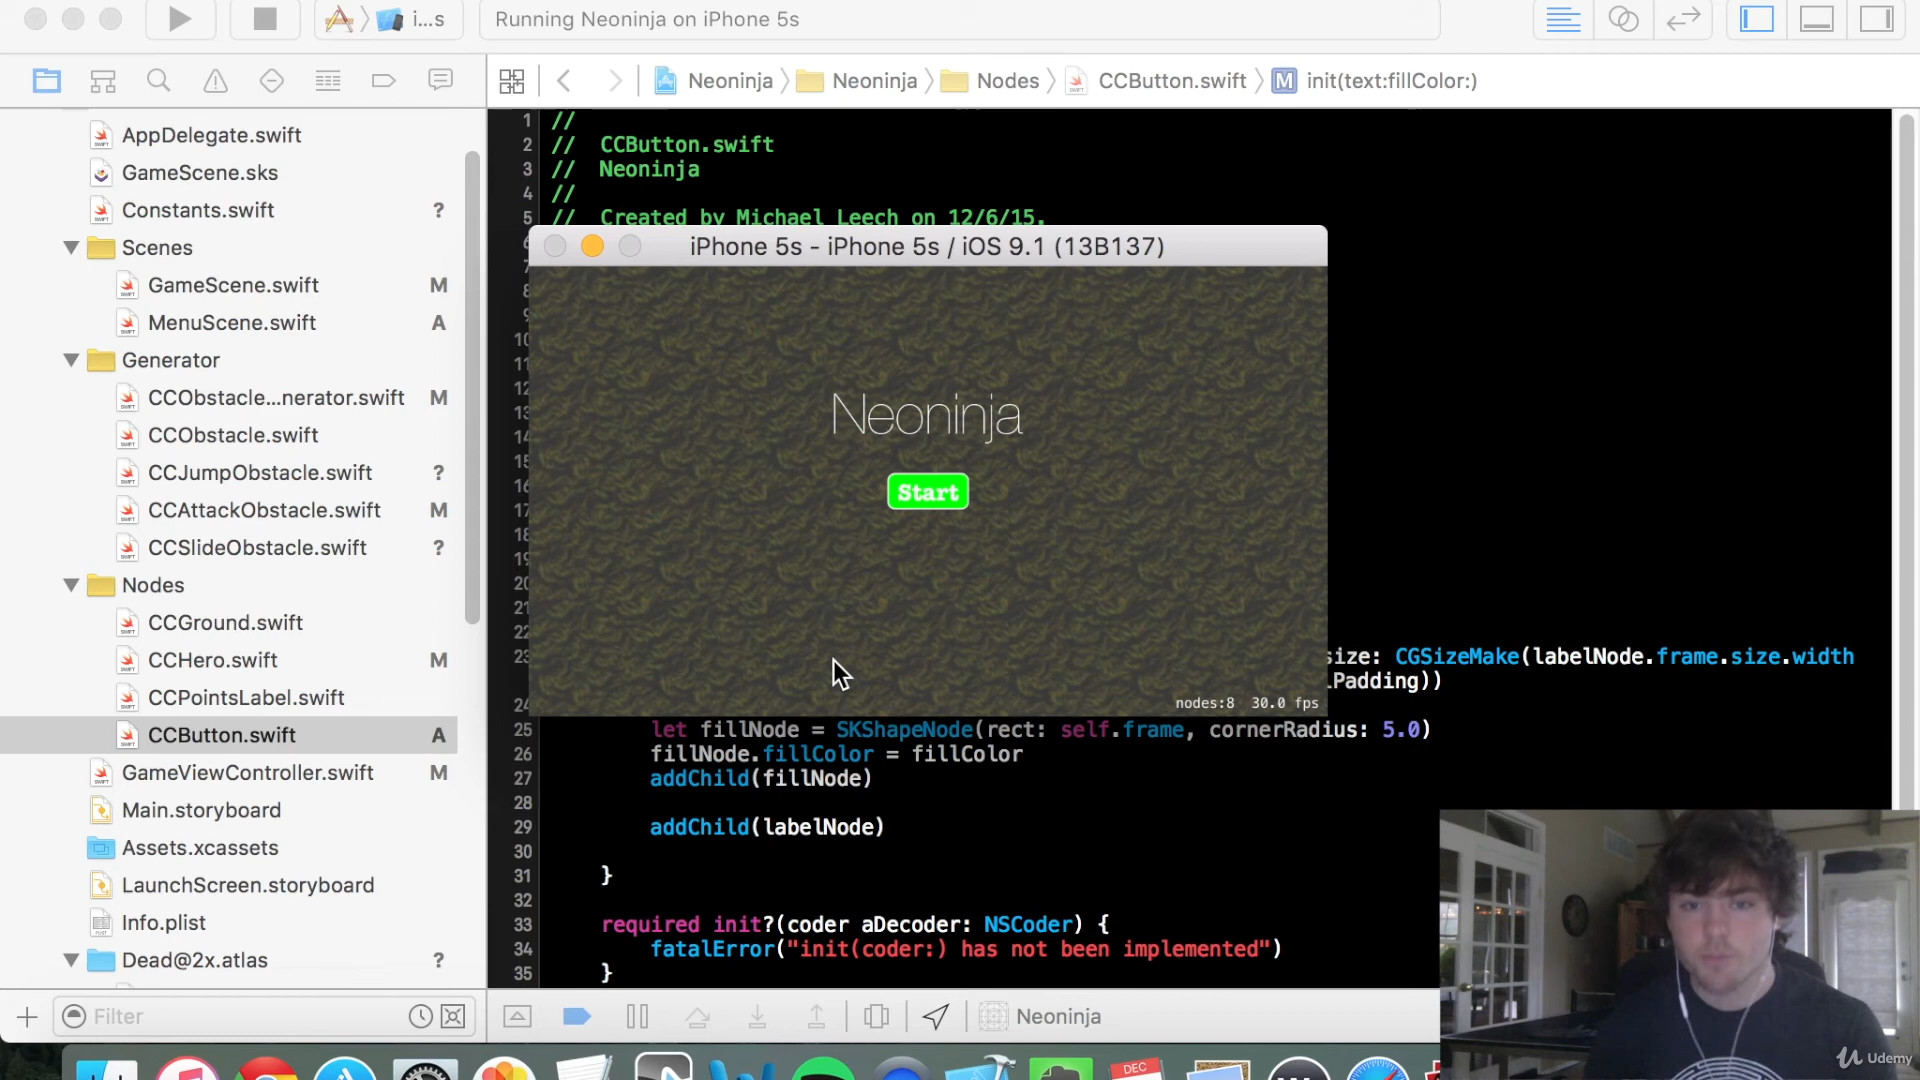 i...s
Running Neoninja on iPhone 5s
Neoninja
Neoninja
Nodes
CCButton.swift
M
init(text:fillColor:)
AppDelegate.swift
GameScene.sks
Constants.swift ?
Scenes
GameScene.swift M
MenuScene.swift A
Generator
CCObstacle...nerator.swift M
CCObstacle.swift
CCJumpObstacle.swift ?
CCAttackObstacle.swift M
CCSlideObstacle.swift ?
Nodes
CCGround.swift
CCHero.swift M
CCPointsLabel.swift
CCButton.swift A
GameViewController.swift M
Main.storyboard
Assets.xcassets
LaunchScreen.storyboard
Info.plist
Dead@2x.atlas ?
Filter
1 //
2 // CCButton.swift
3 // Neoninja
4 //
5 // Created by Michael Leech on 12/6/15.
iPhone 5s - iPhone 5s / iOS 9.1 (13B137)
Neoninja
Start
nodes:8 30.0 fps
23 size: CGSizeMake(labelNode.frame.size.width
Padding))
24
25 let fillNode = SKShapeNode(rect: self.frame, cornerRadius: 5.0)
26 fillNode.fillColor = fillColor
27 addChild(fillNode)
28
29 addChild(labelNode)
30
31 }
32
33 required init?(coder aDecoder: NSCoder) {
34 fatalError("init(coder:) has not been implemented")
35 }
Neoninja
DEC
Udemy